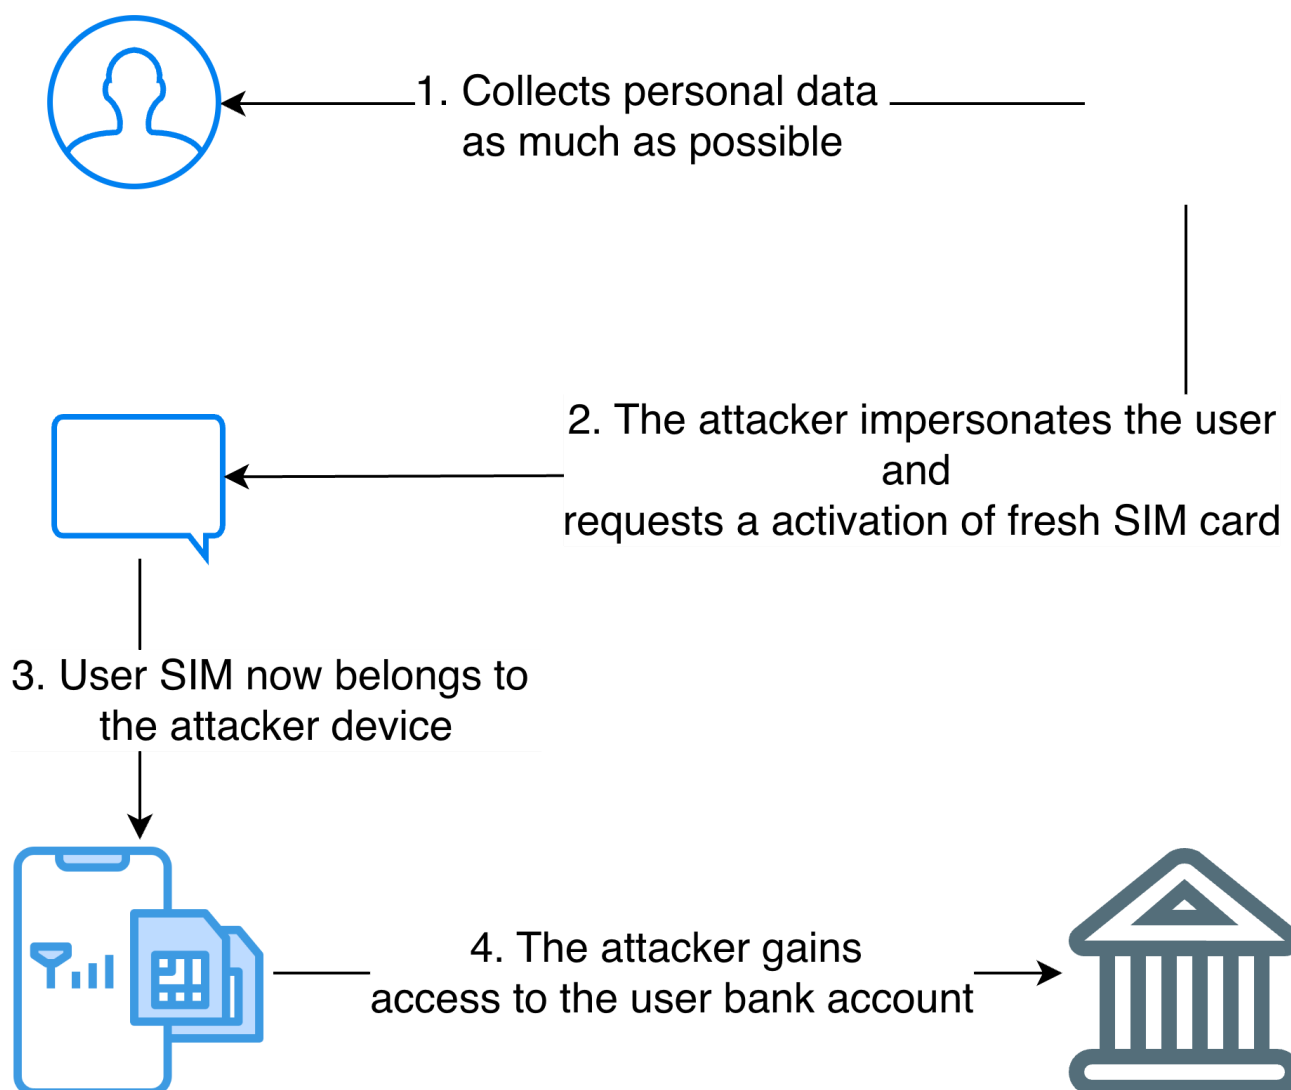 1. Collects personal data
as much as possible
2. The attacker impersonates the user
and
requests a activation of fresh SIM card
3. User SIM now belongs to
the attacker device
4. The attacker gains
access to the user bank account